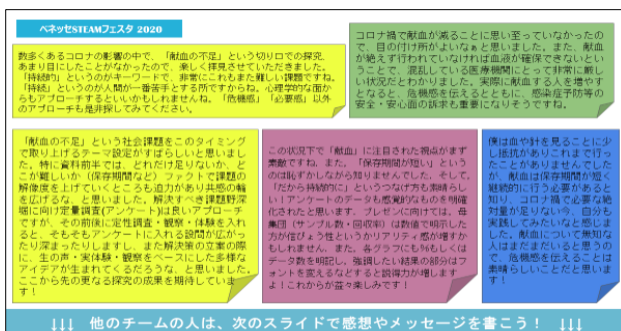 ベネッセSTEAMフェスタ 2020
数多くあるコロナの影響の中で、「献血の不足」という切り口での探究、
あまり目にしたことがなかったので、楽しく拝見させていただきました。
「持続的」というのがキーワードで、非常にこれもまた難しい課題ですね。
「持続」というのが人間が一番苦手とする所ですからね。心理学的な面か
らもアプローチするといいかもしれませんね。「危機感」「必要感」以外
のアプローチも是非探してみてください。
コロナ禍で献血が減ることに思い至っていなかったの
で、目の付け所がよいなぁと思いました。また、献血
が絶えず行われていなければ血液が確保できないとい
うことで、混乱している医療機関にとって非常に厳し
い状況だとわかりました。実際に献血する人を増やす
となると、危機感を伝えるとともに、感染症予防等の
安全・安心面の訴求も重要になりそうですね。
「献血の不足」という社会課題をこのタイミング
で取り上げるテーマ設定がすばらしいと思いまし
た。特に資料前半では、どれだけ足りないか、ど
こが難しいか（保存期間など）ファクトで課題の
解像度を上げていくところも迫力があり共感の輪
を広げるな、と思いました。解決すべき課題野深
堀に向け定量調査(アンケート)は良いアプローチ
ですが、その前後に定性調査・観察・体験を入れ
ると、そもそもアンケートに入れる設問が広がっ
たり深まったりしますし、また解決策の立案の際
に、生の声・実体験・観察をベースにした多様な
アイデアが生まれてくるだろうな、と思いました。
ここから先の更なる探究の成果を期待していま
す！
この状況下で「献血」に注目された視点がまず
素敵ですね。また、「保存期間が短い」という
のは恥ずかしながら知りませんでした。そして、
「だから持続的に」というつなげ方も素晴らし
い！アンケートのデータも感覚的なものを明確
化されたと思います。プレゼンに向けては、母
集団（サンプル数・回収率）は数値で明示した
方が信ぴょう性というかリアリティ感が増すか
もしれません。また、各グラフにも%もしくは
データ数を明記し、強調したい結果の部分はフ
ォントを変えるなどすると説得力が増します
よ！これからが益々楽しみです！
僕は血や針を見ることに少
し抵抗がありこれまで行った
ことがありませんでした
が、献血は保存期間が短く
継続的に行う必要があると
知り、コロナで必要な絶
対量が足りない今、自分も
実践してみたいなと感じま
した。献血について無知な
人はまだまだいると思うの
で、危機感を伝えることは
素晴らしいことだと思いま
す！
↓↓↓ 他のチームの人は、次のスライドで感想やメッセージを書こう！ ↓↓↓